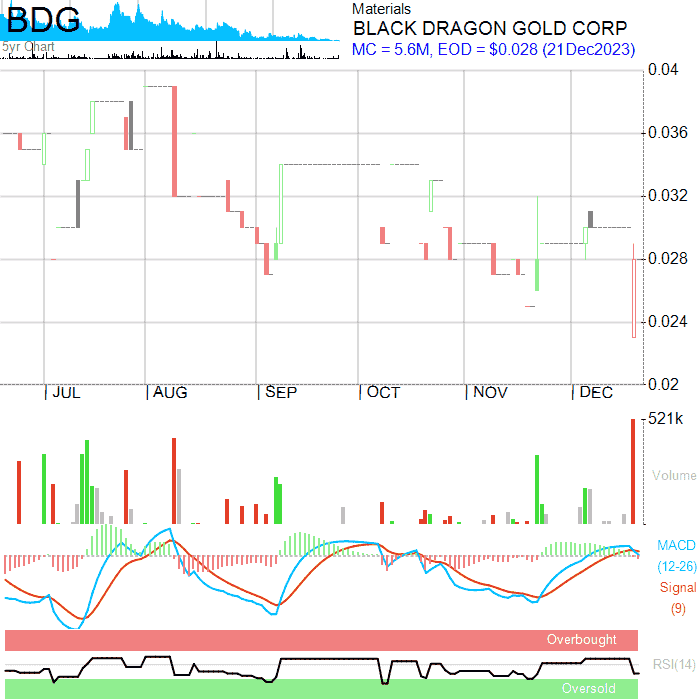 BDG
5yr Chart
Materials
BLACK DRAGON GOLD CORP
MC = 5.6M, EOD = $0.028 (21Dec2023)
0.04
0.036
0.032
0.028
0.024
0.02
JUL AUG SEP OCT NOV DEC
521k
Volume
MACD
(12-26)
Signal
(9)
Overbought
RSI(14)
Oversold